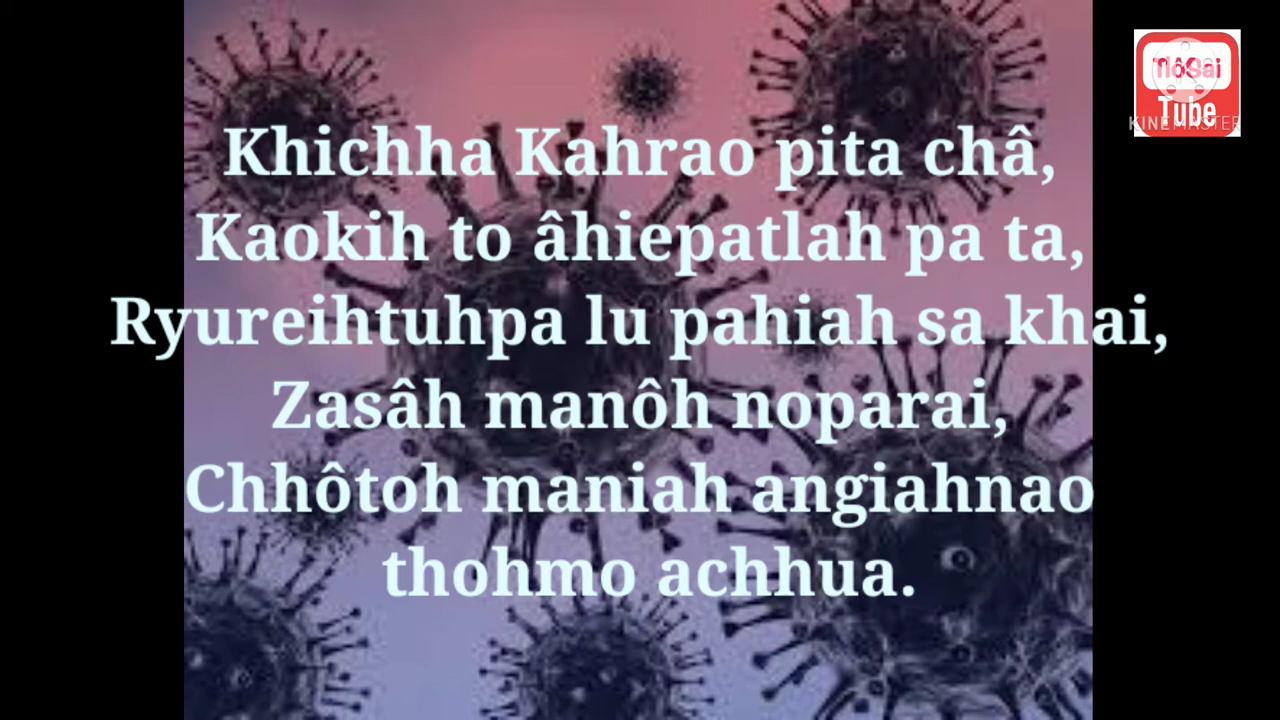 Khichha Kahrao pita châ,
Kaokih to âhiepatlah pa ta,
Ryureihtuhpa lu pahiah sa khai,
Zasâh manôh noparai,
Chhôtoh maniah angiahnao
thohmo achhua.
Tube
KINEMASTER